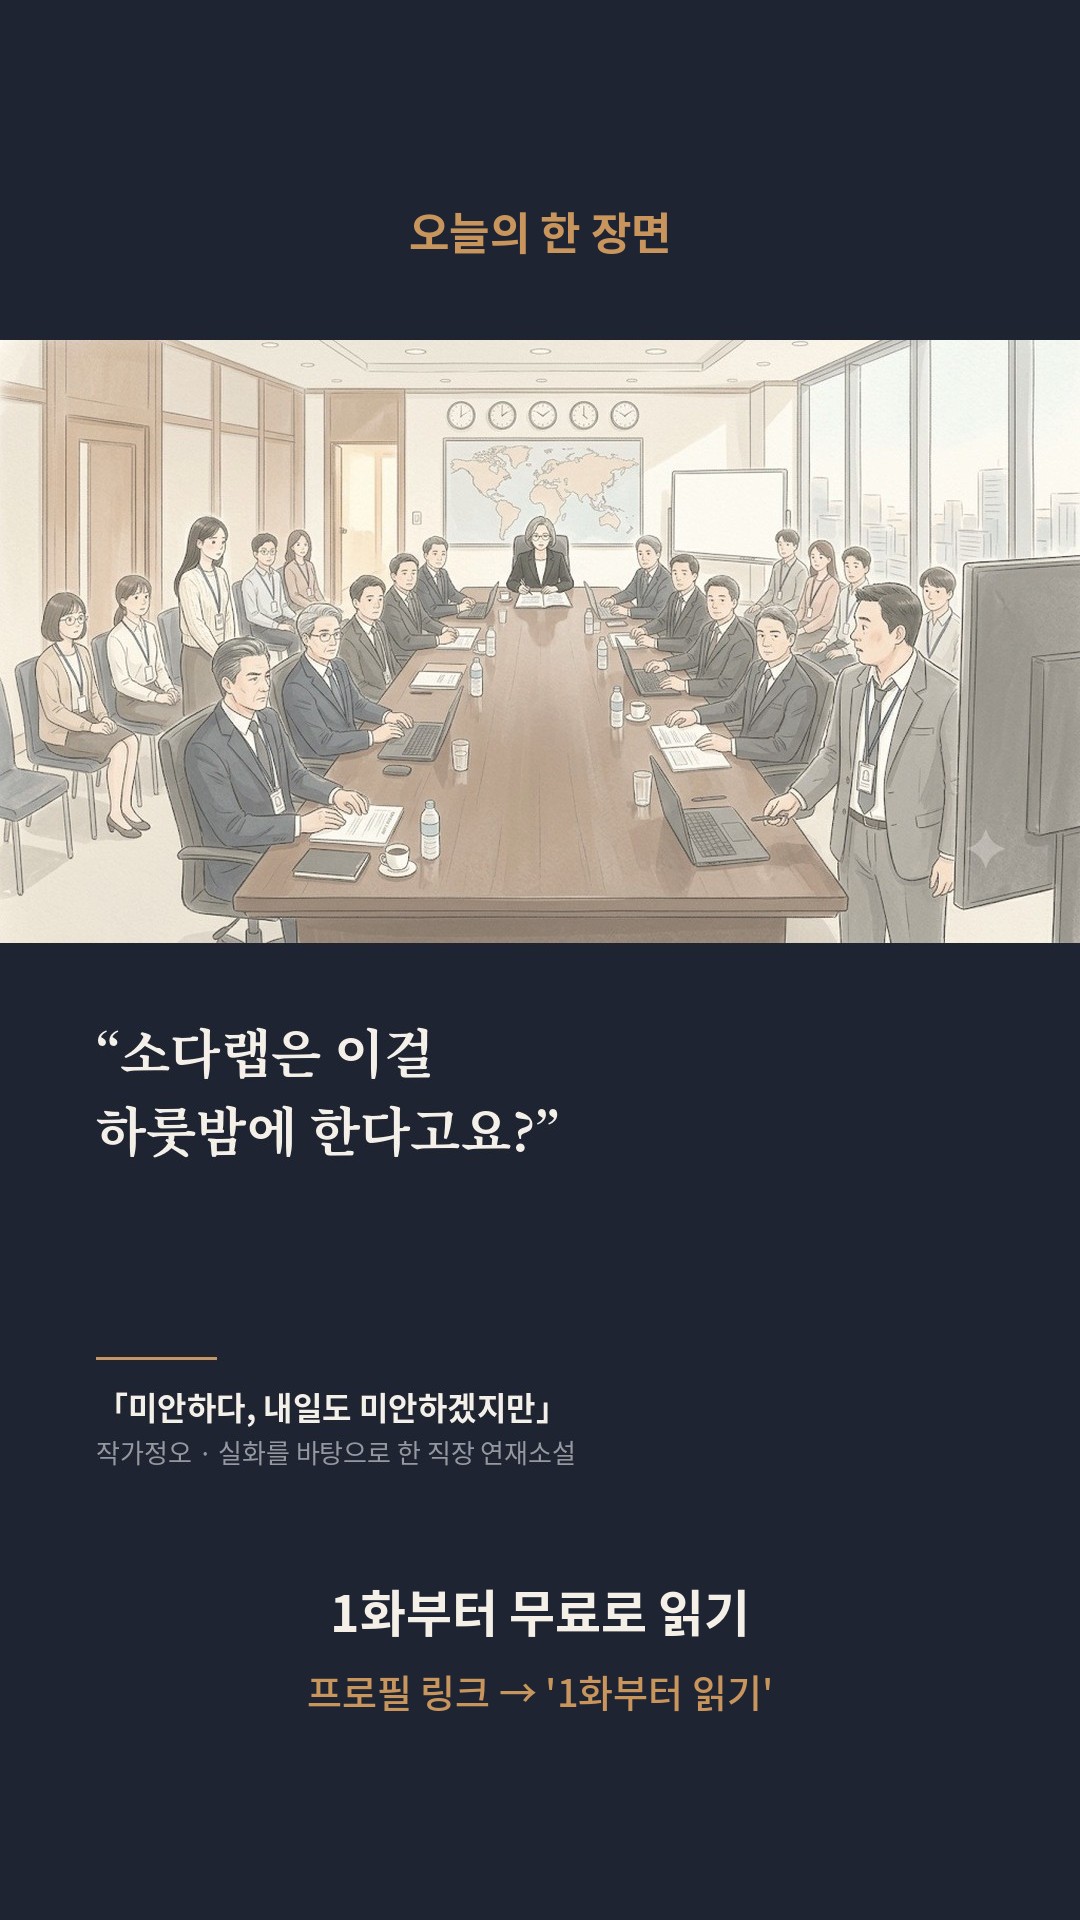 오늘의 한 장면
“소다랩은 이걸
하룻밤에 한다고요?”
「미안하다, 내일도 미안하겠지만」
작가정오 · 실화를 바탕으로 한 직장 연재소설
1화부터 무료로 읽기
프로필 링크 → '1화부터 읽기'